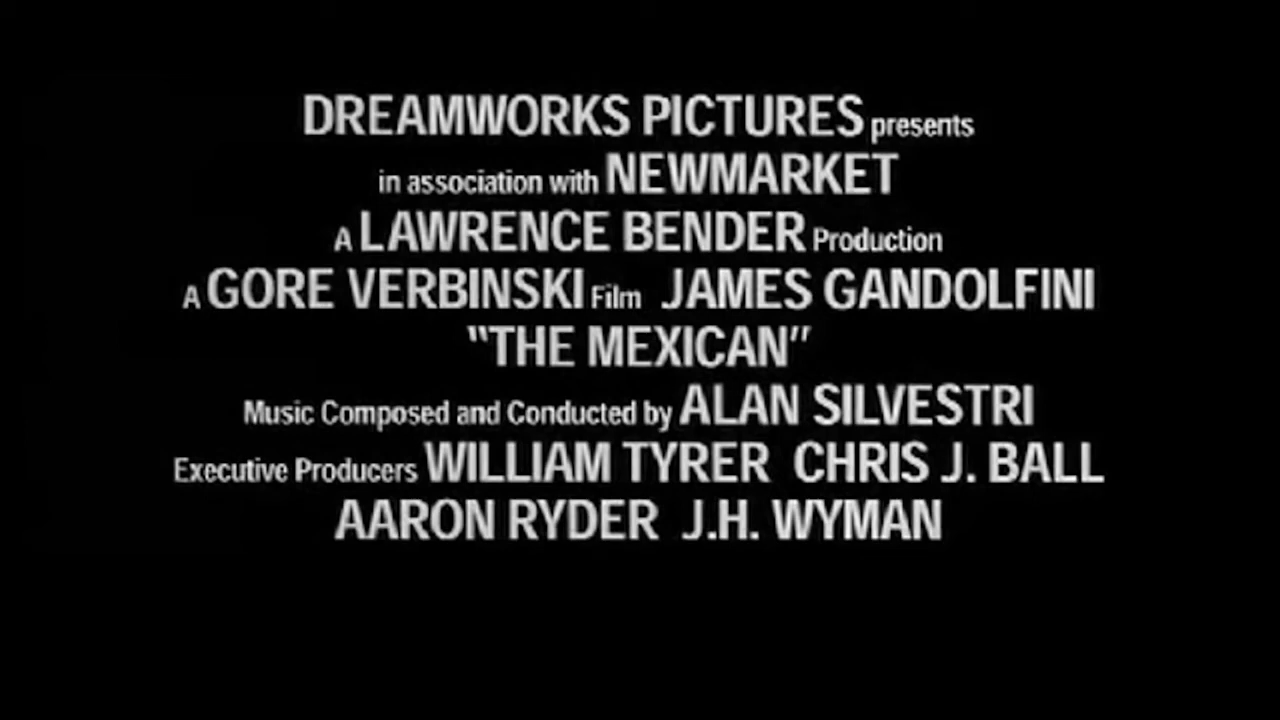 DREAMWORKS PICTURES presents
in association with NEWMARKET
A LAWRENCE BENDER Production
A GORE VERBINSKI Film JAMES GANDOLFINI
"THE MEXICAN"
Music Composed and Conducted by ALAN SILVESTRI
Executive Producers WILLIAM TYRER CHRIS J. BALL
AARON RYDER J.H. WYMAN